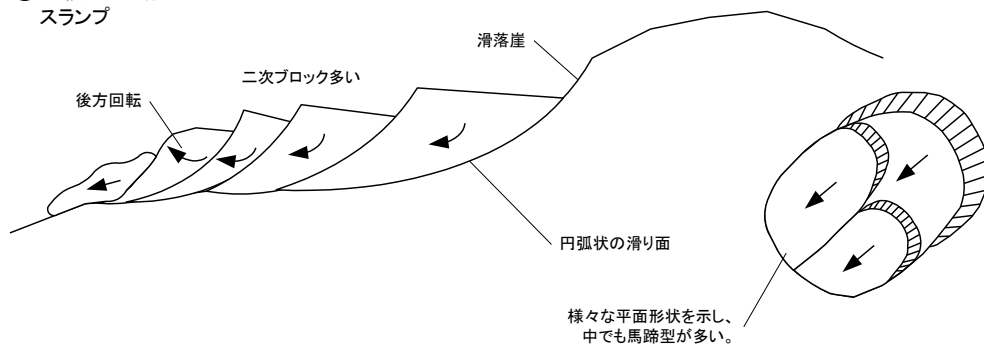 スランプ
滑落崖
二次ブロック多い
後方回転
円弧状の滑り面
様々な平面形状を示し、
中でも馬蹄型が多い。